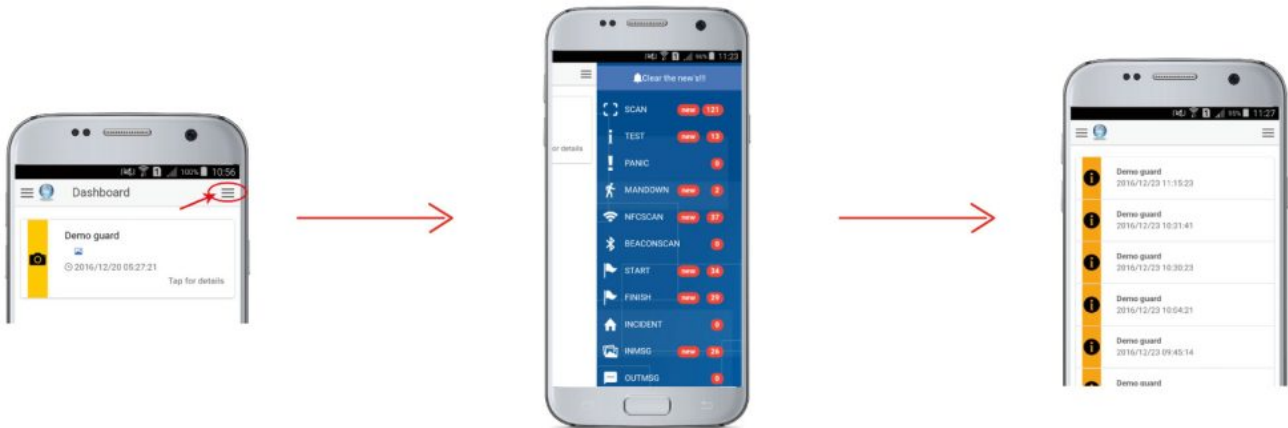 100% 10:56
Dashboard
Demo guard
2016/12/20 05:27:21
Tap for details
11:23
Clear the new's!!!
or details
SCAN new 121
TEST new 13
PANIC 0
MANDOWN new 2
NFCSCAN new 37
BEACONSCAN 0
START new 34
FINISH new 39
INCIDENT 0
INMSG new 26
OUTMSG 0
11:27
Demo guard
2016/12/23 11:15:23
Demo guard
2016/12/23 10:31:41
Demo guard
2016/12/23 10:30:23
Demo guard
2016/12/23 10:04:21
Demo guard
2016/12/23 09:45:14
Demo guard